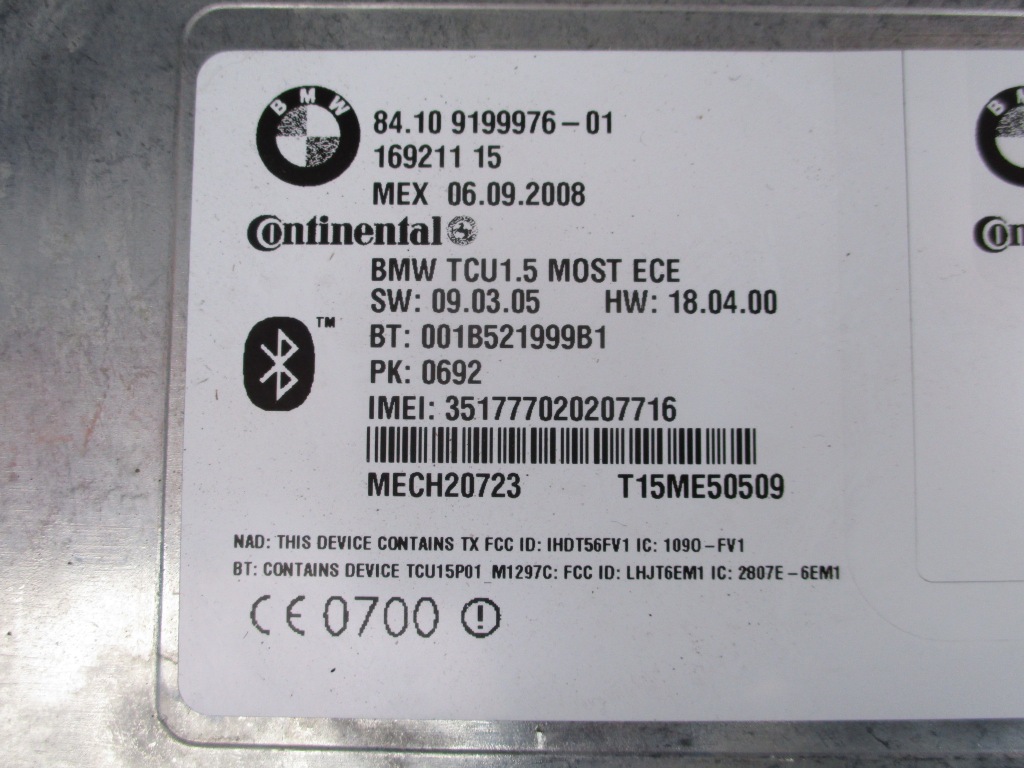 BMW
84.10 9199976-01
169211 15
MEX 06.09.2008
Continental
BMW TCU1.5 MOST ECE
SW: 09.03.05 HW: 18.04.00
™
BT: 001B521999B1
PK: 0692
IMEI: 351777020207716
MECH20723 T15ME50509
NAD: THIS DEVICE CONTAINS TX FCC ID: IHDT56FV1 IC: 1090-FV1
BT: CONTAINS DEVICE TCU15P01_M1297C: FCC ID: LHJT6EM1 IC: 2807E-6EM1
CE 0700
B M
Con